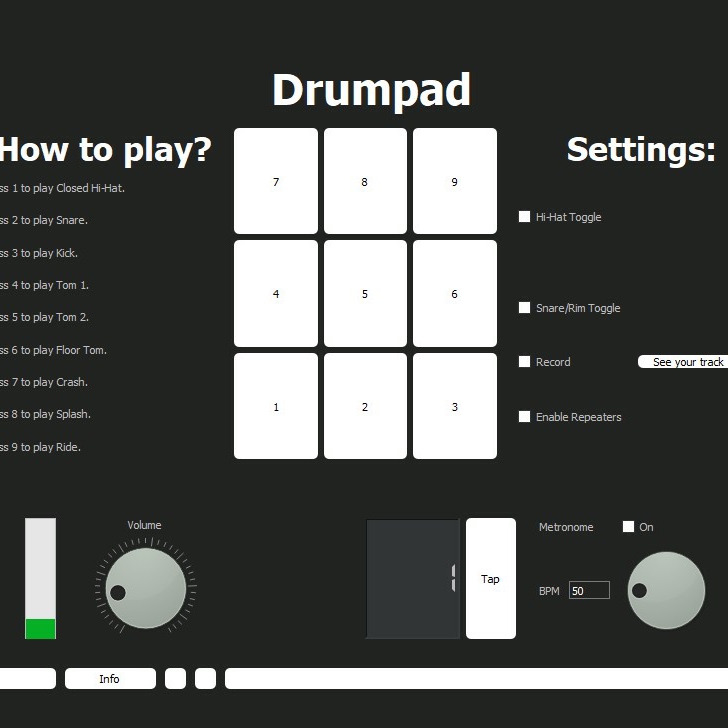 Drumpad
How to play?
Settings:
ss 1 to play Closed Hi-Hat.
ss 2 to play Snare.
ss 3 to play Kick.
ss 4 to play Tom 1.
ss 5 to play Tom 2.
ss 6 to play Floor Tom.
ss 7 to play Crash.
ss 8 to play Splash.
ss 9 to play Ride.
7 8 9
4 5 6
1 2 3
Hi-Hat Toggle
Snare/Rim Toggle
Record
See your track
Enable Repeaters
Volume
Tap
Metronome
On
BPM
50
Info